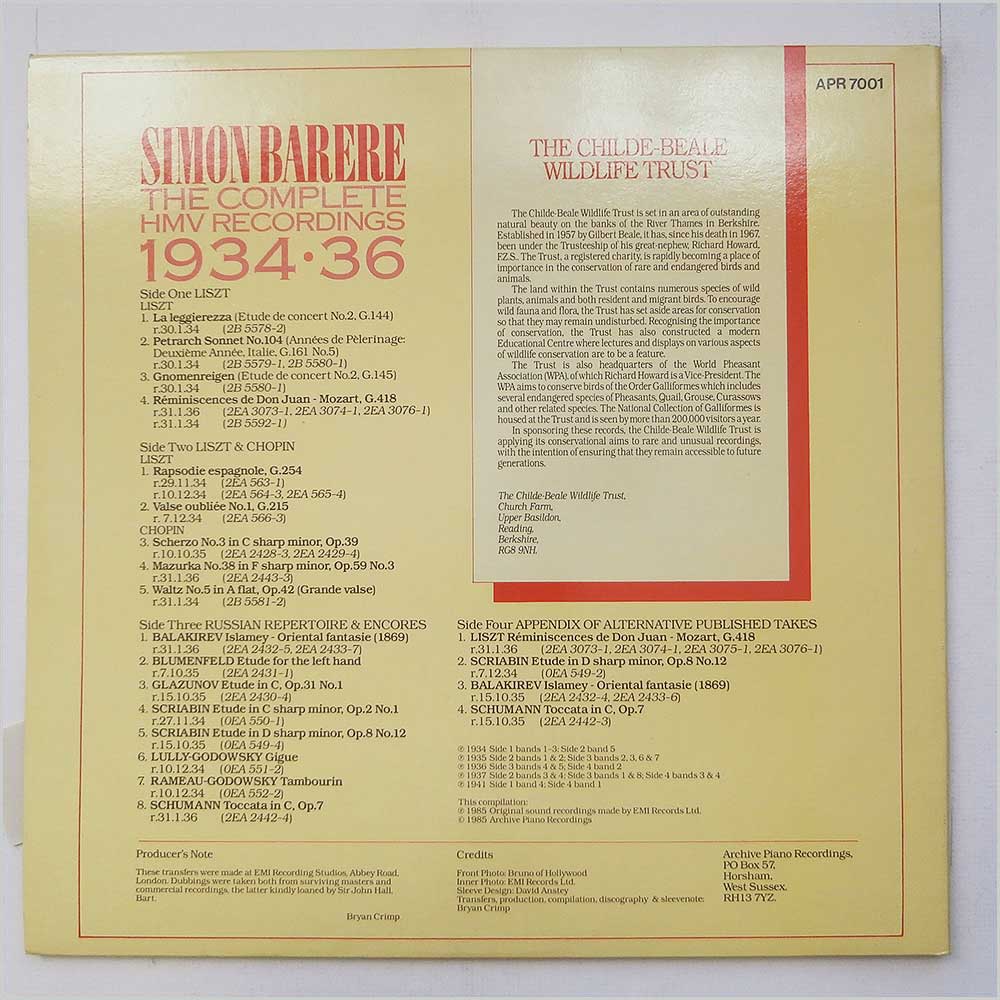 APR 7001
SIMON BARERE
THE COMPLETE
HMV RECORDINGS
1934·36
Side One LISZT
LISZT
1. La leggierezza (Etude de concert No.2, G.144)
r.30.1.34 (2B 5578-2)
2. Petrarch Sonnet No.104 (Années de Pèlerinage:
Deuxième Année, Italie, G.161 No.5)
r.30.1.34 (2B 5579-1, 2B 5580-1)
3. Gnomenreigen (Etude de concert No.2, G.145)
r.30.1.34 (2B 5580-1)
4. Réminiscences de Don Juan - Mozart, G.418
r.31.1.36 (2EA 3073-1, 2EA 3074-1, 2EA 3076-1)
r.31.1.34 (2B 5592-1)
Side Two LISZT & CHOPIN
LISZT
1. Rapsodie espagnole, G.254
r.29.11.34 (2EA 563-1)
r.10.12.34 (2EA 564-3, 2EA 565-4)
2. Valse oubliée No.1, G.215
r. 7.12.34 (2EA 566-3)
CHOPIN
3. Scherzo No.3 in C sharp minor, Op.39
r.10.10.35 (2EA 2428-3, 2EA 2429-4)
4. Mazurka No.38 in F sharp minor, Op.59 No.3
r.31.1.36 (2EA 2443-3)
5. Waltz No.5 in A flat, Op.42 (Grande valse)
r.31.1.34 (2B 5581-2)
Side Three RUSSIAN REPERTOIRE & ENCORES
1. BALAKIREV Islamey - Oriental fantasie (1869)
r.31.1.36 (2EA 2432-5, 2EA 2433-7)
2. BLUMENFELD Etude for the left hand
r.7.10.35 (2EA 2431-1)
3. GLAZUNOV Etude in C, Op.31 No.1
r.15.10.35 (2EA 2430-4)
4. SCRIABIN Etude in C sharp minor, Op.2 No.1
r.27.11.34 (0EA 550-1)
5. SCRIABIN Etude in D sharp minor, Op.8 No.12
r.15.10.35 (0EA 549-4)
6. LULLY-GODOWSKY Gigue
r.10.12.34 (0EA 551-2)
7. RAMEAU-GODOWSKY Tambourin
r.10.12.34 (0EA 552-2)
8. SCHUMANN Toccata in C, Op.7
r.31.1.36 (2EA 2442-4)
THE CHILDE-BEALE
WILDLIFE TRUST
The Childe-Beale Wildlife Trust is set in an area of outstanding
natural beauty on the banks of the River Thames in Berkshire.
Established in 1957 by Gilbert Beale, it has, since his death in 1967,
been under the Trusteeship of his great-nephew, Richard Howard,
F.Z.S.. The Trust, a registered charity, is rapidly becoming a place of
importance in the conservation of rare and endangered birds and
animals.
The land within the Trust contains numerous species of wild
plants, animals and both resident and migrant birds. To encourage
wild fauna and flora, the Trust has set aside areas for conservation
so that they may remain undisturbed. Recognising the importance
of conservation, the Trust has also constructed a modern
Educational Centre where lectures and displays on various aspects
of wildlife conservation are to be a feature.
The Trust is also headquarters of the World Pheasant
Association (WPA), of which Richard Howard is a Vice-President. The
WPA aims to conserve birds of the Order Galliformes which includes
several endangered species of Pheasants, Quail, Grouse, Curassows
and other related species. The National Collection of Galliformes is
housed at the Trust and is seen by more than 200,000 visitors a year.
In sponsoring these records, the Childe-Beale Wildlife Trust is
applying its conservational aims to rare and unusual recordings,
with the intention of ensuring that they remain accessible to future
generations.
The Childe-Beale Wildlife Trust,
Church Farm,
Upper Basildon,
Reading,
Berkshire,
RG8 9NH.
Side Four APPENDIX OF ALTERNATIVE PUBLISHED TAKES
1. LISZT Réminiscences de Don Juan - Mozart, G.418
r.31.1.36 (2EA 3073-1, 2EA 3074-1, 2EA 3075-1, 2EA 3076-1)
2. SCRIABIN Etude in D sharp minor, Op.8 No.12
r.7.12.34 (0EA 549-2)
3. BALAKIREV Islamey - Oriental fantasie (1869)
r.15.10.35 (2EA 2432-4, 2EA 2433-6)
4. SCHUMANN Toccata in C, Op.7
r.15.10.35 (2EA 2442-3)
℗ 1934 Side 1 bands 1-3: Side 2 band 5
℗ 1935 Side 2 bands 1 & 2; Side 3 bands 2, 3, 6 & 7
℗ 1936 Side 3 bands 4 & 5; Side 4 band 2
℗ 1937 Side 2 bands 3 & 4; Side 3 bands 1 & 8; Side 4 bands 3 & 4
℗ 1941 Side 1 band 4; Side 4 band 1
This compilation:
℗ 1985 Original sound recordings made by EMI Records Ltd.
© 1985 Archive Piano Recordings
Producer's Note
These transfers were made at EMI Recording Studios, Abbey Road,
London. Dubbings were taken both from surviving masters and
commercial recordings, the latter kindly loaned by Sir John Hall,
Bart.
Bryan Crimp
Credits
Front Photo: Bruno of Hollywood
Inner Photo: EMI Records Ltd.
Sleeve Design: David Anstey
Transfers, production, compilation, discography & sleevenote:
Bryan Crimp
Archive Piano Recordings,
PO Box 57,
Horsham,
West Sussex,
RH13 7YZ.